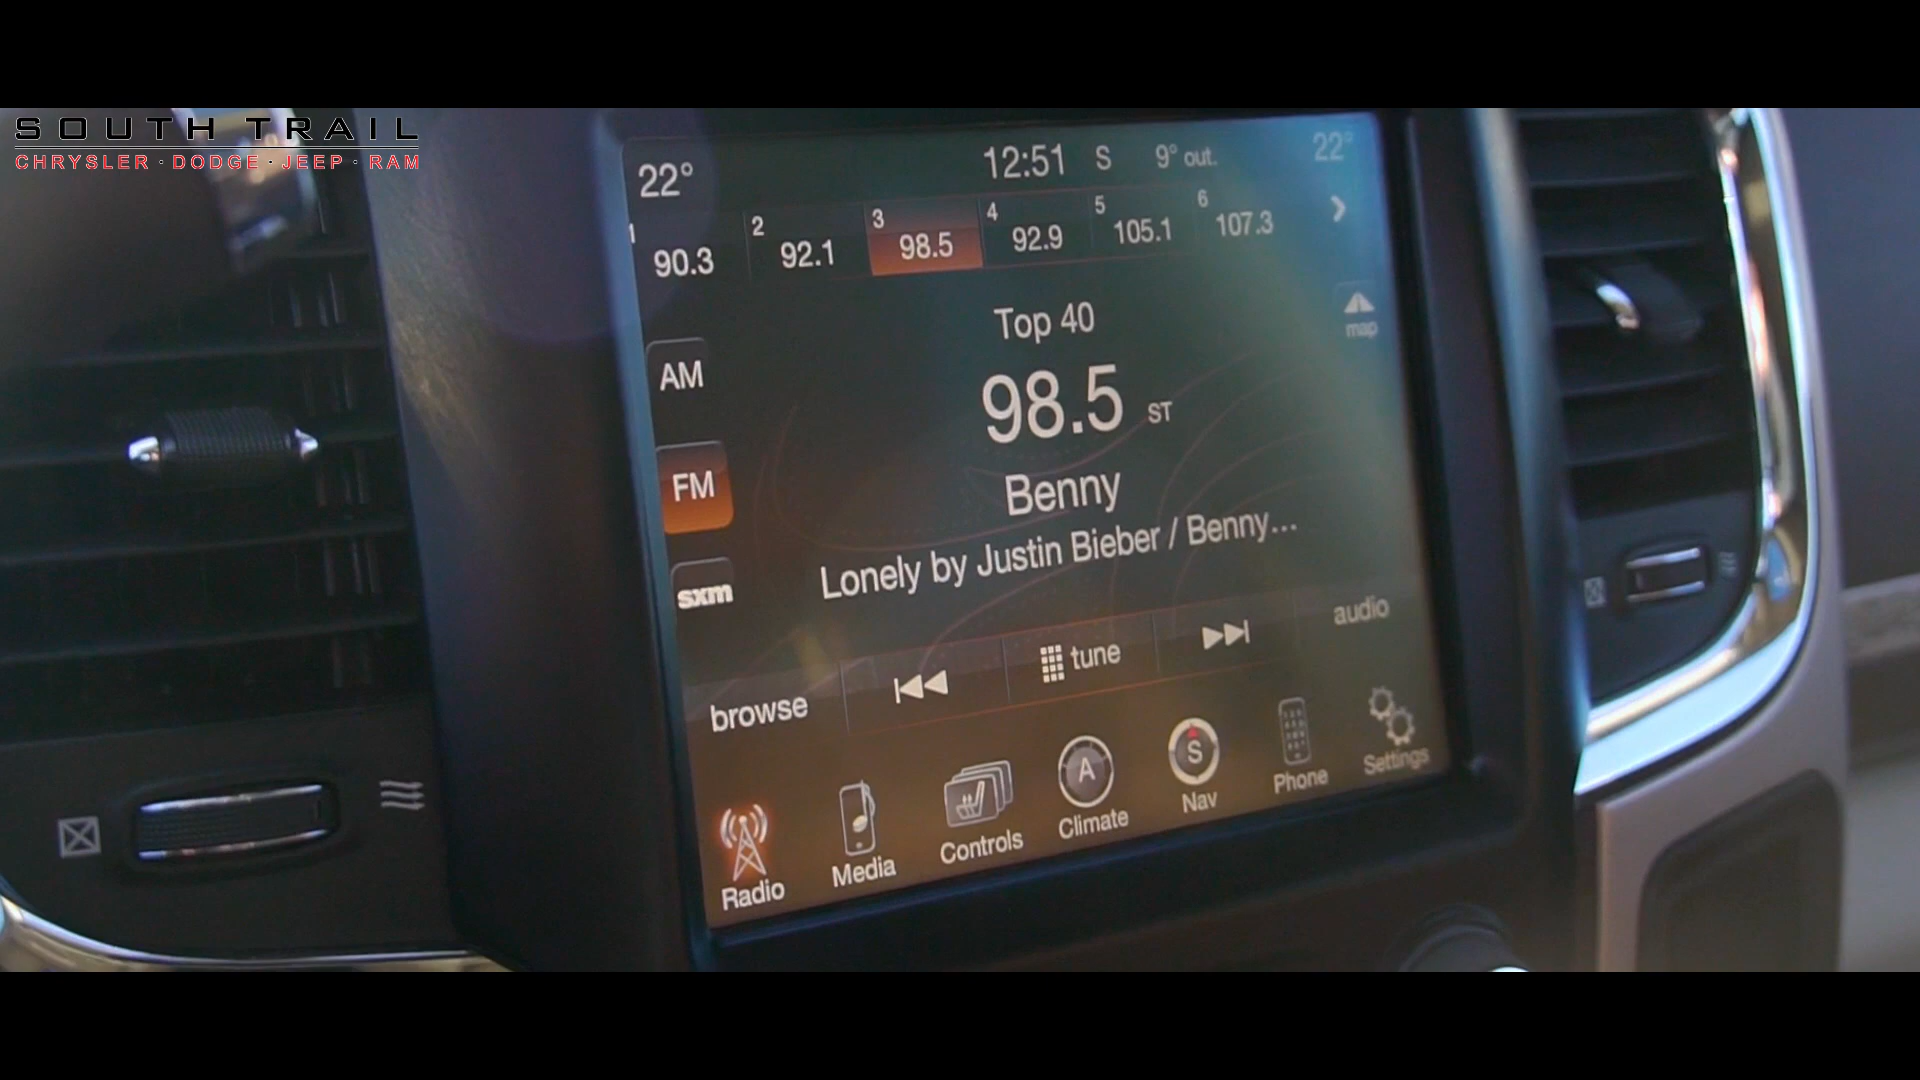 SOUTH TRAIL
CHRYSLER · DODGE · JEEP · RAM
22° 12:51 S 9° out. 22°
1 90.3 2 92.1 3 98.5 4 92.9 5 105.1 6 107.3
Top 40
map
AM
98.5 ST
FM
Benny
Lonely by Justin Bieber / Benny...
sxm
browse tune audio
Radio Media Controls A Climate S Nav Phone Settings